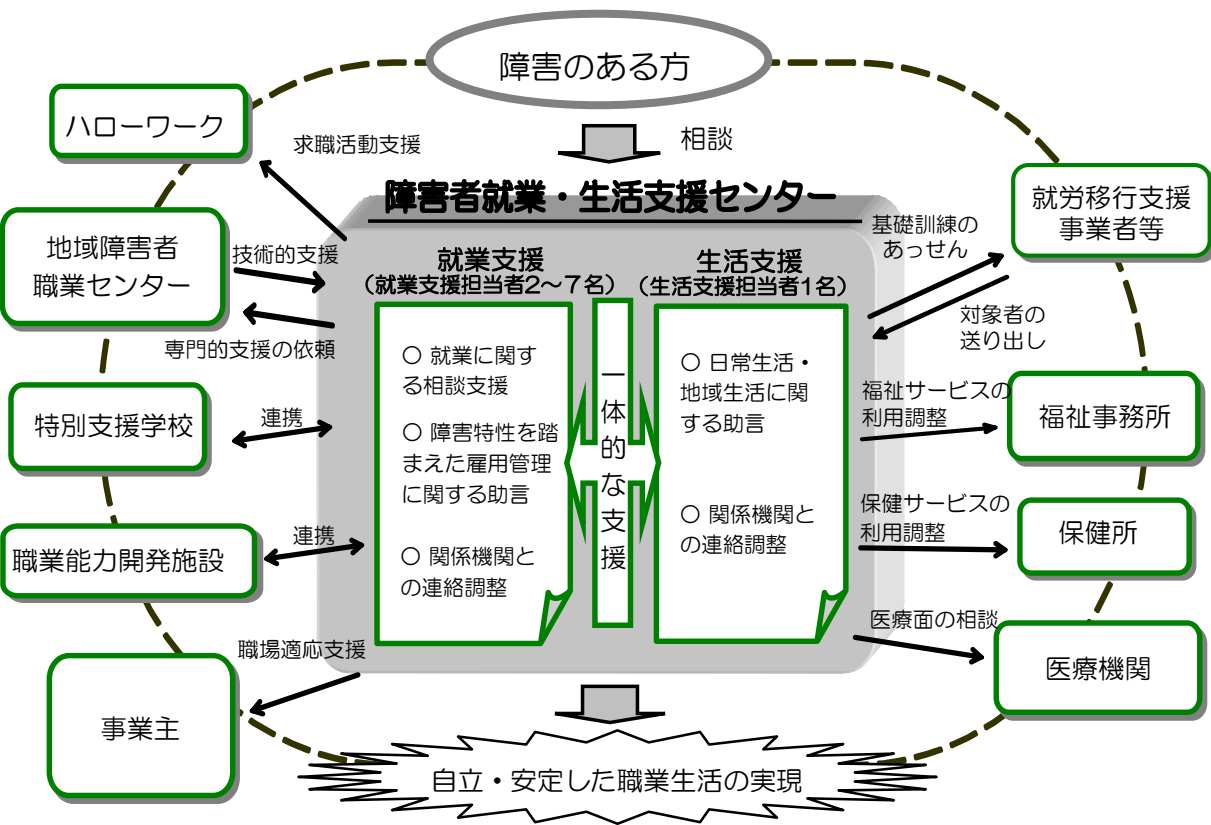 障害のある方
相談
ハローワーク
求職活動支援
障害者就業・生活支援センター
就労移行支援
事業者等
基礎訓練の
あっせん
地域障害者
職業センター
技術的支援
専門的支援の依頼
対象者の
送り出し
就業支援
(就業支援担当者2～7名)
生活支援
(生活支援担当者1名)
○ 就業に関す
る相談支援
○ 障害特性を踏
まえた雇用管理
に関する助言
○ 関係機関と
の連絡調整
一体的な支援
○ 日常生活・
地域生活に関
する助言
○ 関係機関と
の連絡調整
特別支援学校
連携
福祉サービスの
利用調整
福祉事務所
職業能力開発施設
連携
保健サービスの
利用調整
保健所
職場適応支援
事業主
医療面の相談
医療機関
自立・安定した職業生活の実現